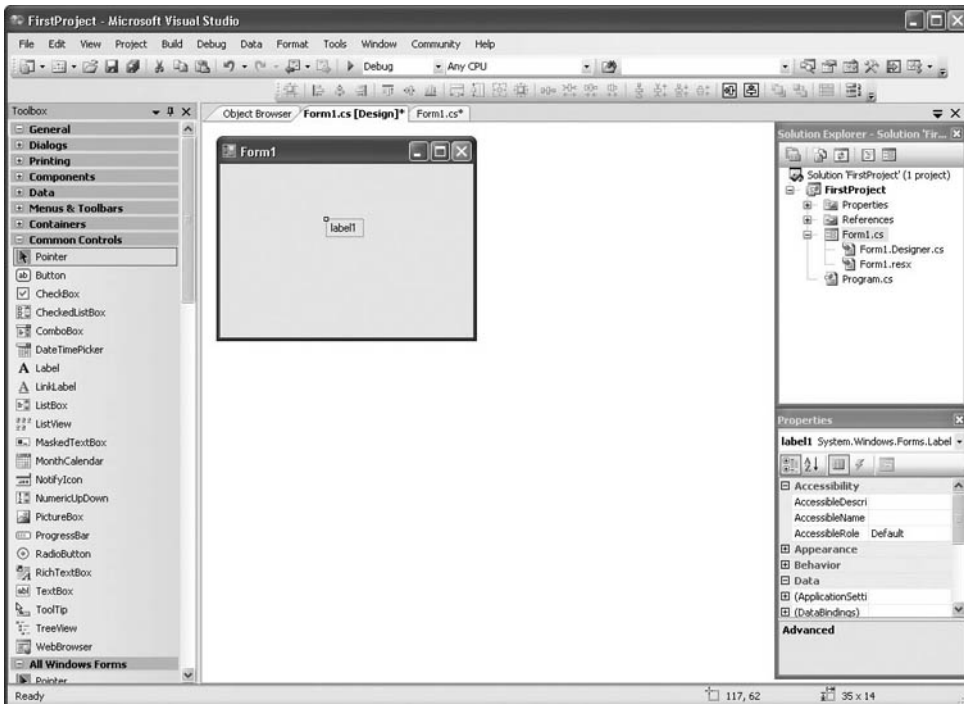 FirstProject - Microsoft Visual Studio
File Edit View Project Build Debug Data Format Tools Window Community Help
Debug Any CPU
Toolbox
General
Dialogs
Printing
Components
Data
Menus & Toolbars
Containers
Common Controls
Pointer
Button
CheckBox
CheckedListBox
ComboBox
DateTimePicker
Label
LinkLabel
ListBox
ListView
MaskedTextBox
MonthCalendar
NotifyIcon
NumericUpDown
PictureBox
ProgressBar
RadioButton
RichTextBox
TextBox
ToolTip
TreeView
WebBrowser
All Windows Forms
Pointer
Object Browser Form1.cs [Design]* Form1.cs*
Form1
label1
Solution Explorer - Solution 'Fir...
Solution 'FirstProject' (1 project)
FirstProject
Properties
References
Form1.cs
Form1.Designer.cs
Form1.resx
Program.cs
Properties
label1 System.Windows.Forms.Label
Accessibility
AccessibleDescri
AccessibleName
AccessibleRole Default
Appearance
Behavior
Data
(ApplicationSetti
(DataBindings)
Advanced
Ready 117, 62 35 x 14